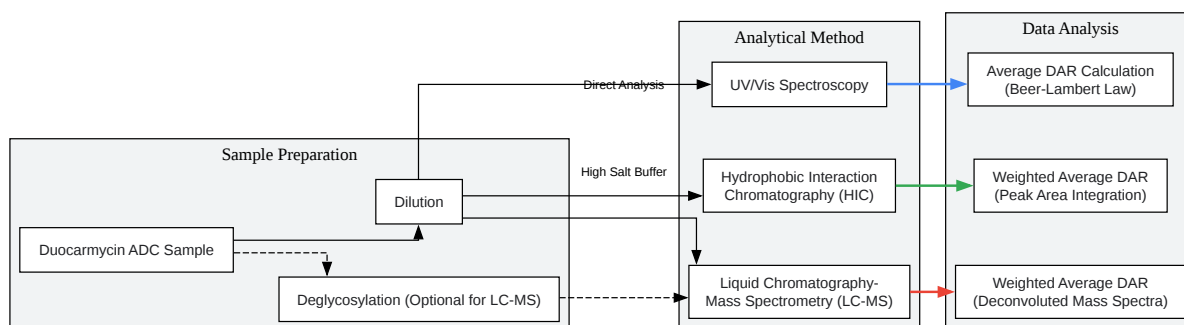 Sample Preparation
Duocarmycin ADC Sample
Dilution
Deglycosylation (Optional for LC-MS)
Direct Analysis
High Salt Buffer
Analytical Method
UV/Vis Spectroscopy
Hydrophobic Interaction
Chromatography (HIC)
Liquid Chromatography-
Mass Spectrometry (LC-MS)
Data Analysis
Average DAR Calculation
(Beer-Lambert Law)
Weighted Average DAR
(Peak Area Integration)
Weighted Average DAR
(Deconvoluted Mass Spectra)